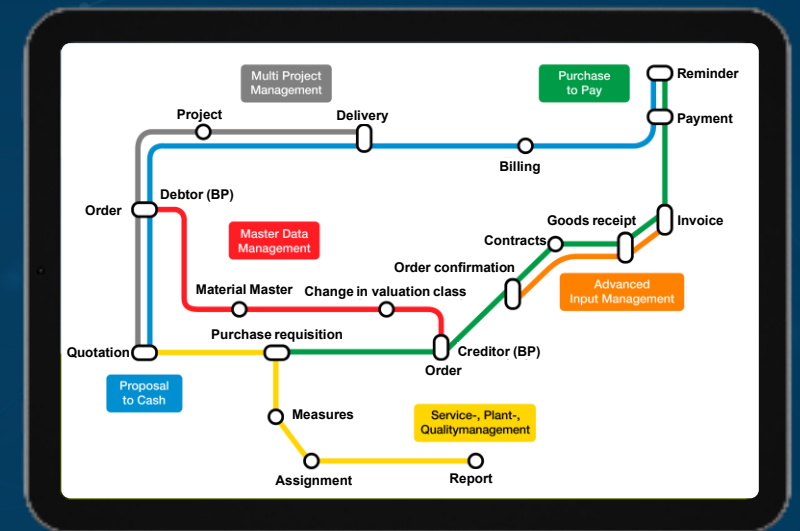 Multi Project
Management
Purchase
to Pay
Reminder
Project
Delivery
Payment
Billing
Debtor (BP)
Order
Goods receipt
Invoice
Master Data
Management
Contracts
Order confirmation
Material Master
Change in valuation class
Advanced
Input Management
Purchase requisition
Quotation
Creditor (BP)
Order
Proposal
to Cash
Measures
Service-, Plant-,
Qualitymanagement
Assignment
Report